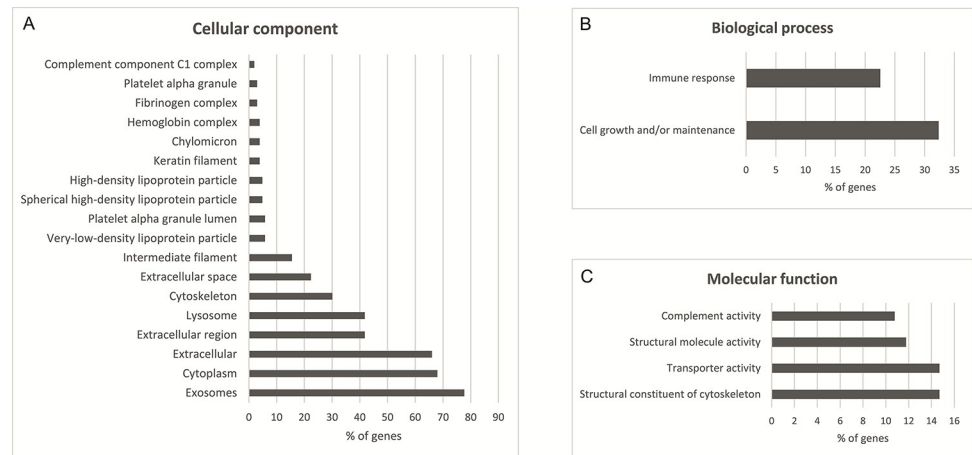 A
Cellular component
Complement component C1 complex
Platelet alpha granule
Fibrinogen complex
Hemoglobin complex
Chylomicron
Keratin filament
High-density lipoprotein particle
Spherical high-density lipoprotein particle
Platelet alpha granule lumen
Very-low-density lipoprotein particle
Intermediate filament
Extracellular space
Cytoskeleton
Lysosome
Extracellular region
Extracellular
Cytoplasm
Exosomes
0 10 20 30 40 50 60 70 80 90
% of genes
B
Biological process
Immune response
Cell growth and/or maintenance
0 5 10 15 20 25 30 35
% of genes
C
Molecular function
Complement activity
Structural molecule activity
Transporter activity
Structural constituent of cytoskeleton
0 2 4 6 8 10 12 14 16
% of genes